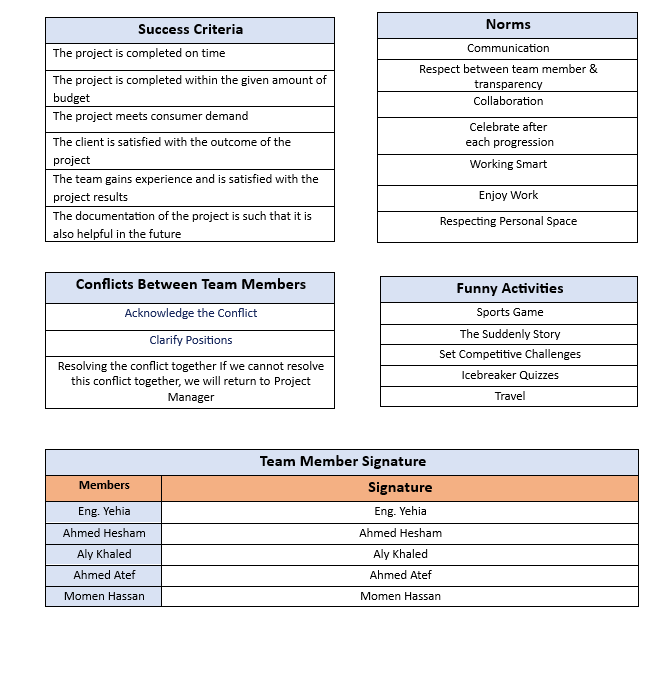 Success Criteria
The project is completed on time
The project is completed within the given amount of
budget
The project meets consumer demand
The client is satisfied with the outcome of the
project
The team gains experience and is satisfied with the
project results
The documentation of the project is such that it is
also helpful in the future
Norms
Communication
Respect between team member &
transparency
Collaboration
Celebrate after
each progression
Working Smart
Enjoy Work
Respecting Personal Space
Conflicts Between Team Members
Acknowledge the Conflict
Clarify Positions
Resolving the conflict together If we cannot resolve
this conflict together, we will return to Project
Manager
Funny Activities
Sports Game
The Suddenly Story
Set Competitive Challenges
Icebreaker Quizzes
Travel
Team Member Signature
Members Signature
Eng. Yehia Eng. Yehia
Ahmed Hesham Ahmed Hesham
Aly Khaled Aly Khaled
Ahmed Atef Ahmed Atef
Momen Hassan Momen Hassan